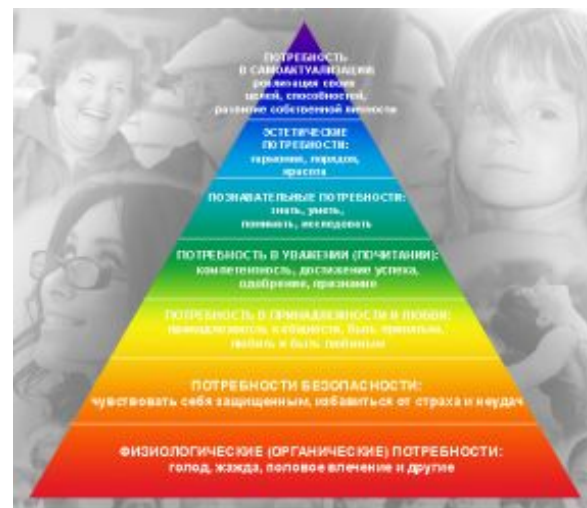 ПОТРЕБНОСТЬ
В САМОАКТУАЛИЗАЦИИ:
реализация своих
целей, способностей,
развитие собственной личности
ЭСТЕТИЧЕСКИЕ
ПОТРЕБНОСТИ:
гармония, порядок,
красота
ПОЗНАВАТЕЛЬНЫЕ ПОТРЕБНОСТИ:
знать, уметь,
понимать, исследовать
ПОТРЕБНОСТЬ В УВАЖЕНИИ (ПОЧИТАНИИ):
компетентность, достижение успеха,
одобрение, признание
ПОТРЕБНОСТЬ В ПРИНАДЛЕЖНОСТИ И ЛЮБВИ:
принадлежность к общности, быть принятым,
любить и быть любимым
ПОТРЕБНОСТИ БЕЗОПАСНОСТИ:
чувствовать себя защищенным, избавиться от страха и неудач
ФИЗИОЛОГИЧЕСКИЕ (ОРГАНИЧЕСКИЕ) ПОТРЕБНОСТИ:
голод, жажда, половое влечение и другие